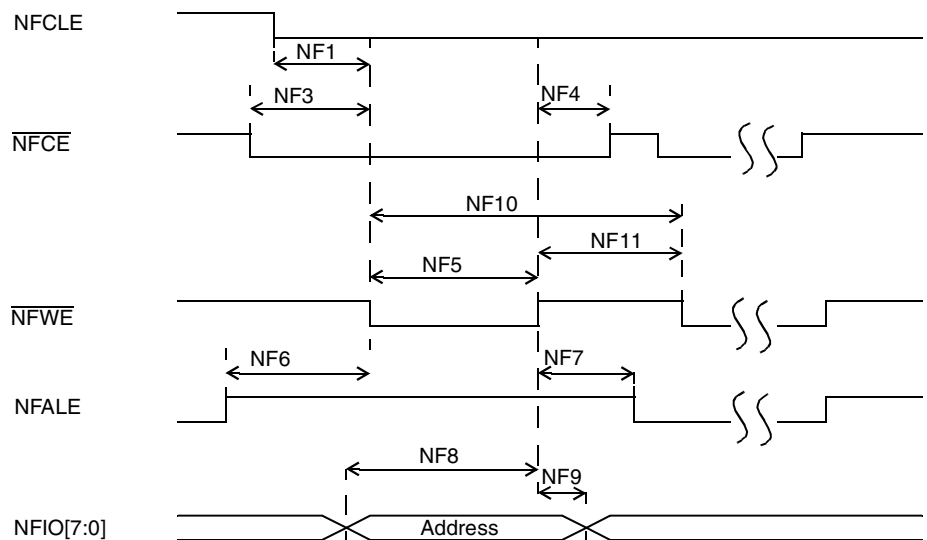 NFCLE
NF1
NF3
NF4
NFCE
NF10
NF11
NF5
NFWE
NF6
NF7
NFALE
NF8
NF9
NFIO[7:0]
Address